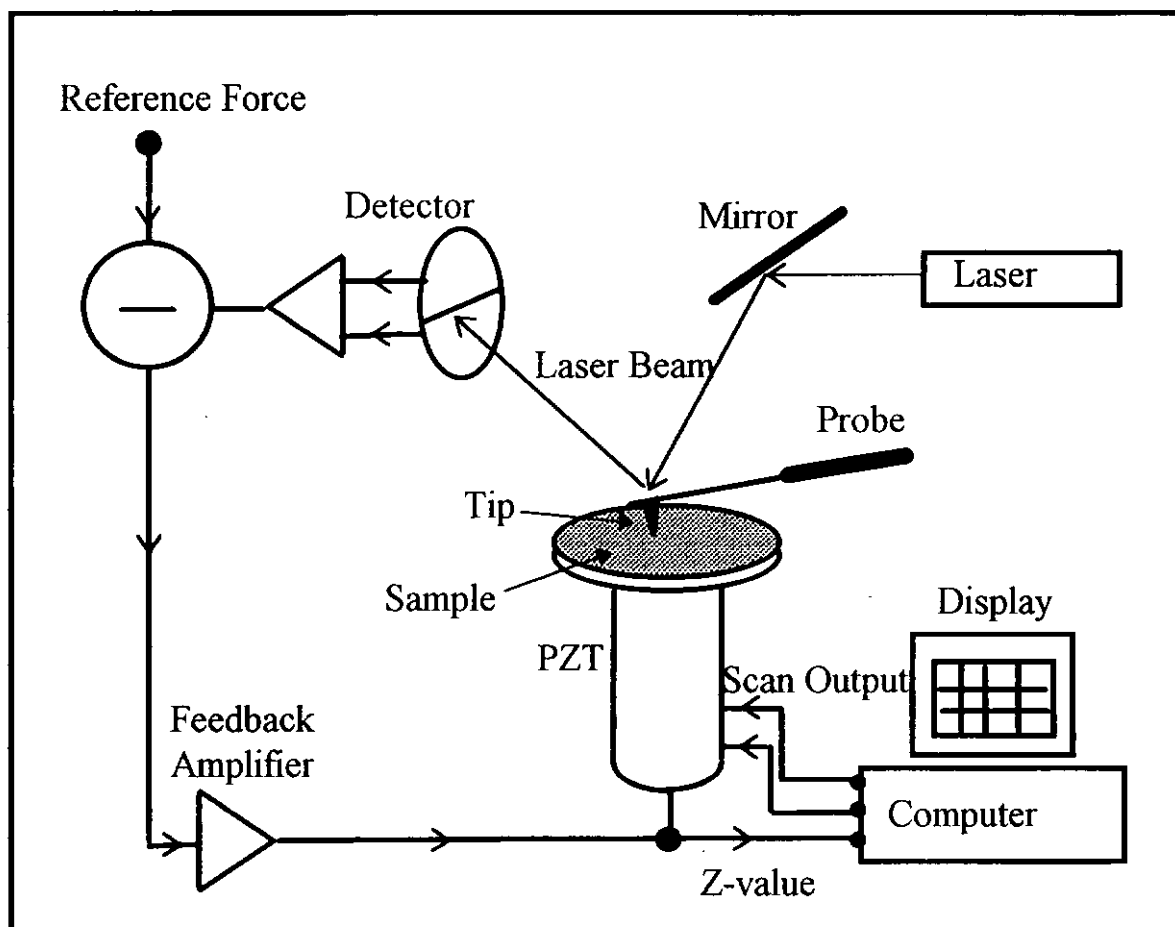 Reference Force
Detector
Mirror
Laser
Laser Beam
Probe
Tip
Sample
Display
PZT
Scan Output
Feedback
Amplifier
Computer
Z-value